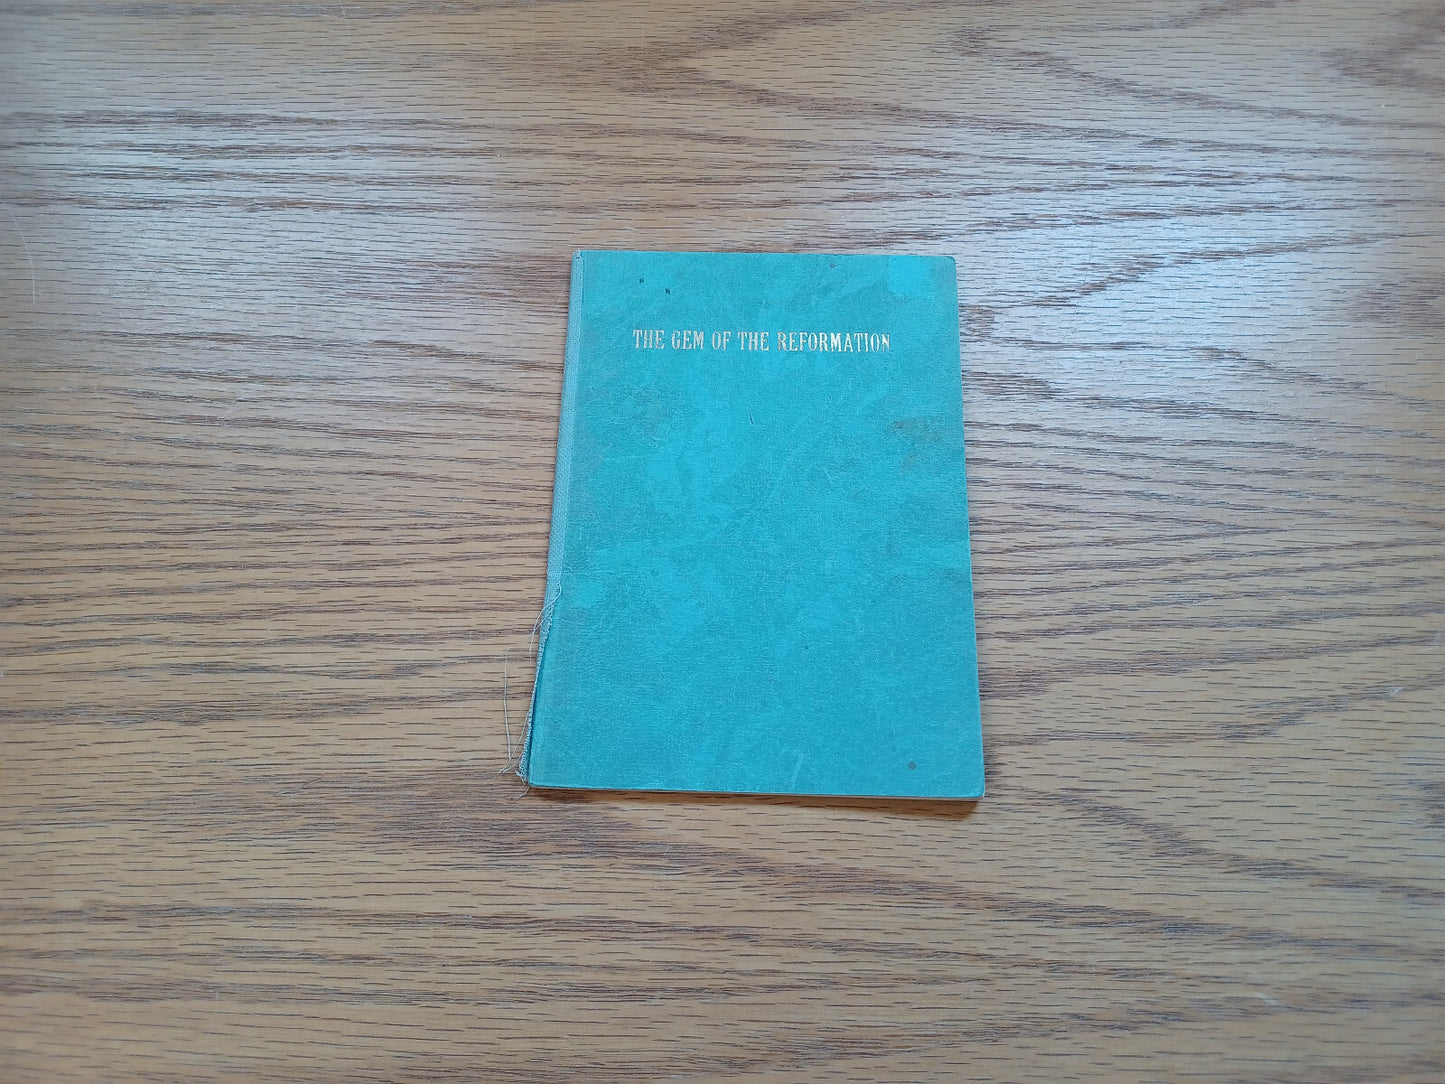 THE GEM OF THE REFORMATION